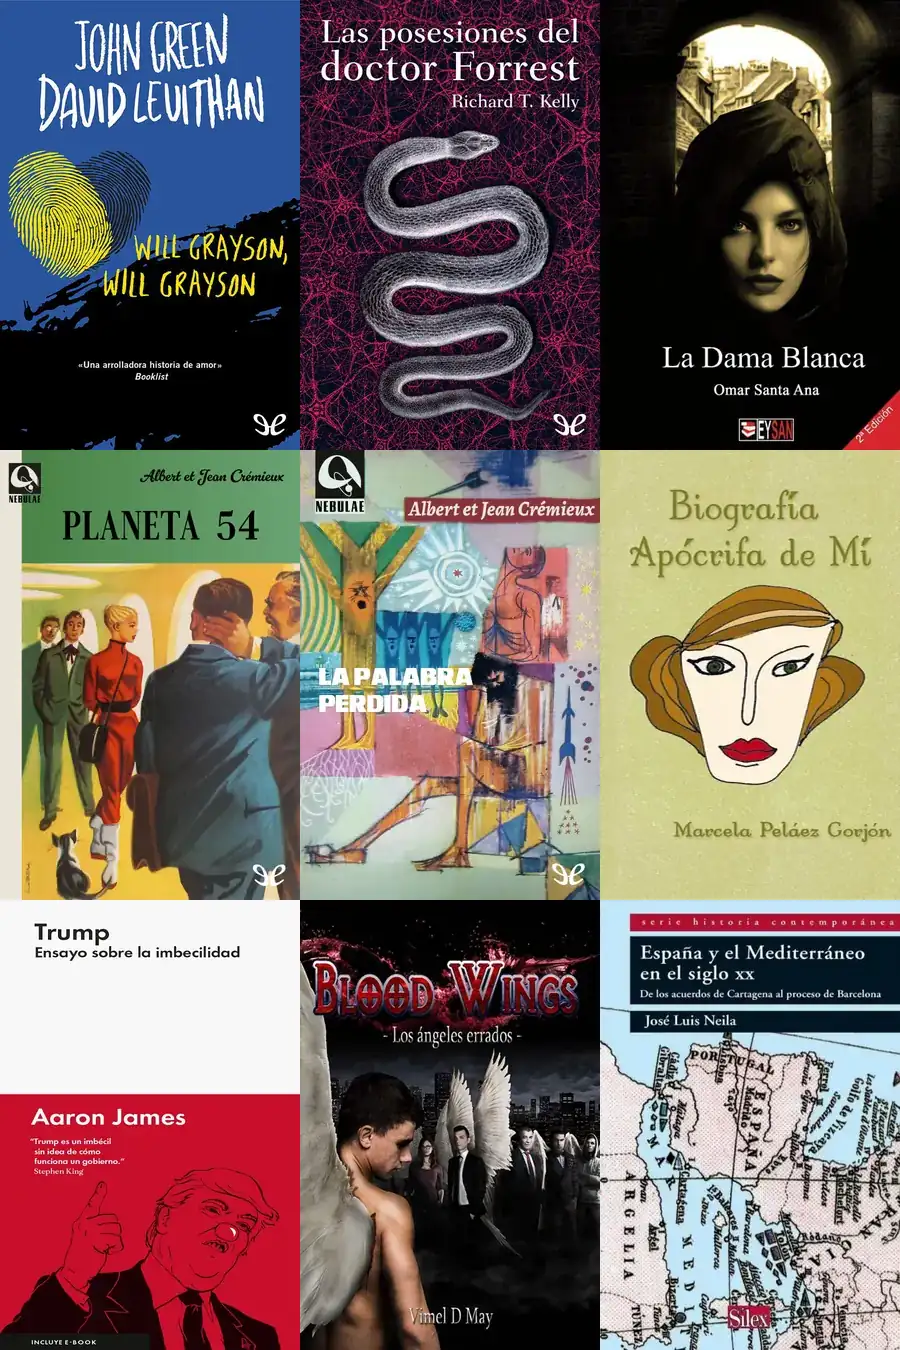 JOHN GREEN
DAVID LEVITHAN
WILL GRAYSON,
WILL GRAYSON
«Una arrolladora historia de amor»
Booklist
Las posesiones del
doctor Forrest
Richard T. Kelly
La Dama Blanca
Omar Santa Ana
EYSAN
2ª Edición
NEBULAE
Albert et Jean Crémieux
PLANETA 54
NEBULAE
Albert et Jean Crémieux
LA PALABRA
PERDIDA
Biografía
Apócrifa de Mí
Marcela Peláez Gorjón
Trump
Ensayo sobre la imbecilidad
Aaron James
"Trump es un imbécil
sin idea de cómo
funciona un gobierno."
Stephen King
INCLUYE E-BOOK
BLOOD WINGS
- Los ángeles errados -
Vimel D May
serie historia contemporánea
España y el Mediterráneo
en el siglo XX
De los acuerdos de Cartagena al proceso de Barcelona
José Luis Neila
PORTUGAL
ESPAÑA
ARGELIA
Cartagena
Silex